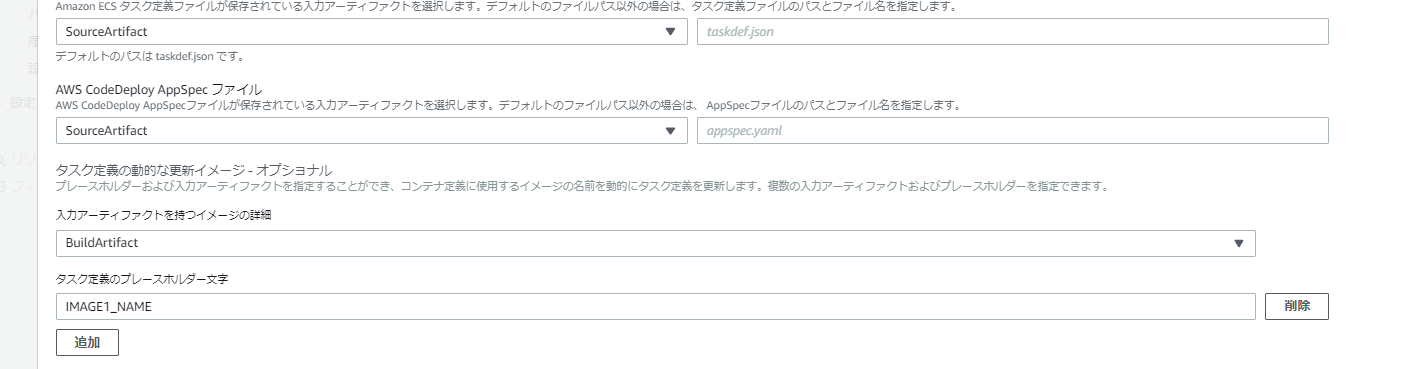 Amazon ECS タスク定義ファイルが保存されている入力アーティファクトを選択します。デフォルトのファイルパス以外の場合は、タスク定義ファイルのパスとファイル名を指定します。
SourceArtifact
taskdef.json
デフォルトのパスは taskdef.json です。
AWS CodeDeploy AppSpec ファイル
AWS CodeDeploy AppSpecファイルが保存されている入力アーティファクトを選択します。デフォルトのファイルパス以外の場合は、 AppSpecファイルのパスとファイル名を指定します。
設定
SourceArtifact
appspec.yaml
リソ
タスク定義の動的な更新イメージ - オプショナル
プレースホルダーおよび入力アーティファクトを指定することができ、コンテナ定義に使用するイメージの名前を動的にタスク定義を更新します。複数の入力アーティファクトおよびプレースホルダーを指定できます。
フィ
入力アーティファクトを持つイメージの詳細
BuildArtifact
タスク定義のプレースホルダー文字
IMAGE1_NAME
削除
追加